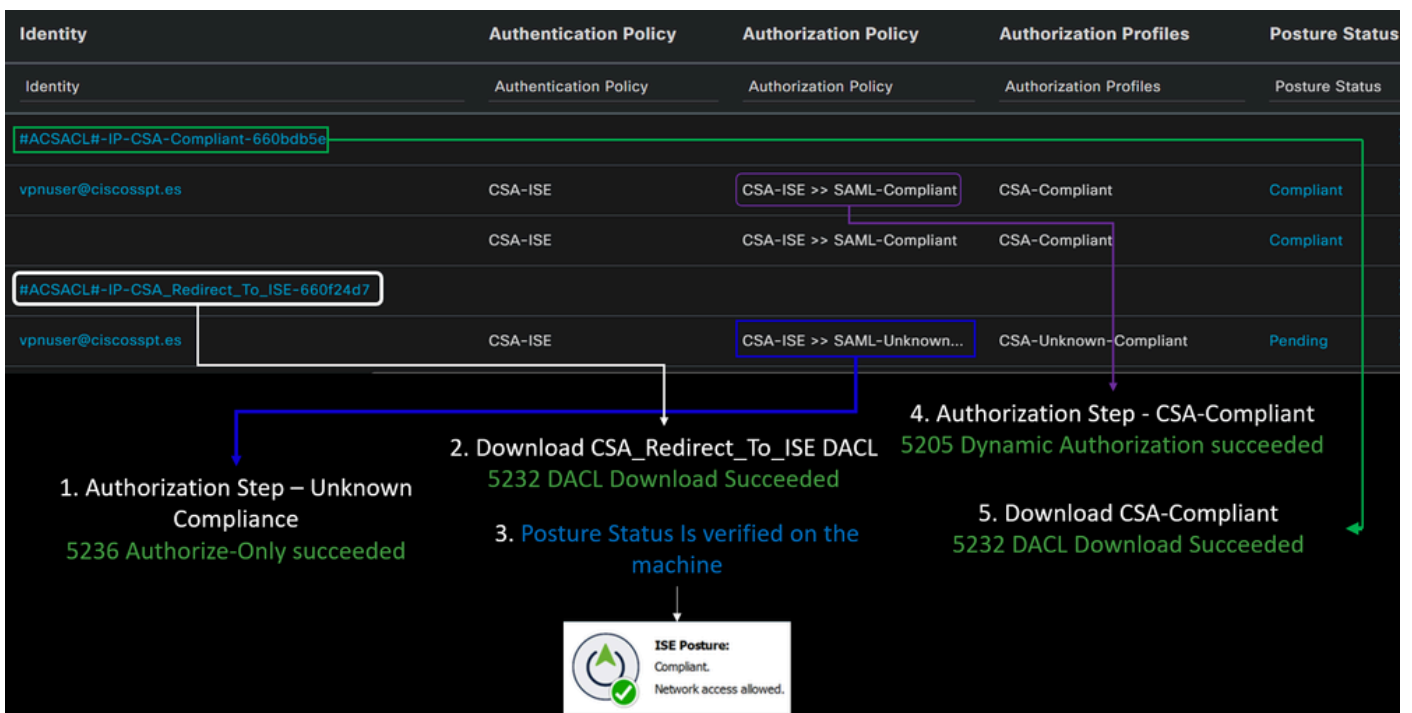 Identity Authentication Policy Authorization Policy Authorization Profiles Posture Status
Identity Authentication Policy Authorization Policy Authorization Profiles Posture Status
#ACSACL#-IP-CSA-Compliant-660bdb5e
vpnuser@ciscosspt.es CSA-ISE CSA-ISE >> SAML-Compliant CSA-Compliant Compliant
CSA-ISE CSA-ISE >> SAML-Compliant CSA-Compliant Compliant
#ACSACL#-IP-CSA_Redirect_To_ISE-660f24d7
vpnuser@ciscosspt.es CSA-ISE CSA-ISE >> SAML-Unknown... CSA-Unknown-Compliant Pending
1. Authorization Step – Unknown
Compliance
5236 Authorize-Only succeeded
2. Download CSA_Redirect_To_ISE DACL
5232 DACL Download Succeeded
3. Posture Status Is verified on the
machine
ISE Posture:
Compliant.
Network access allowed.
4. Authorization Step - CSA-Compliant
5205 Dynamic Authorization succeeded
5. Download CSA-Compliant
5232 DACL Download Succeeded